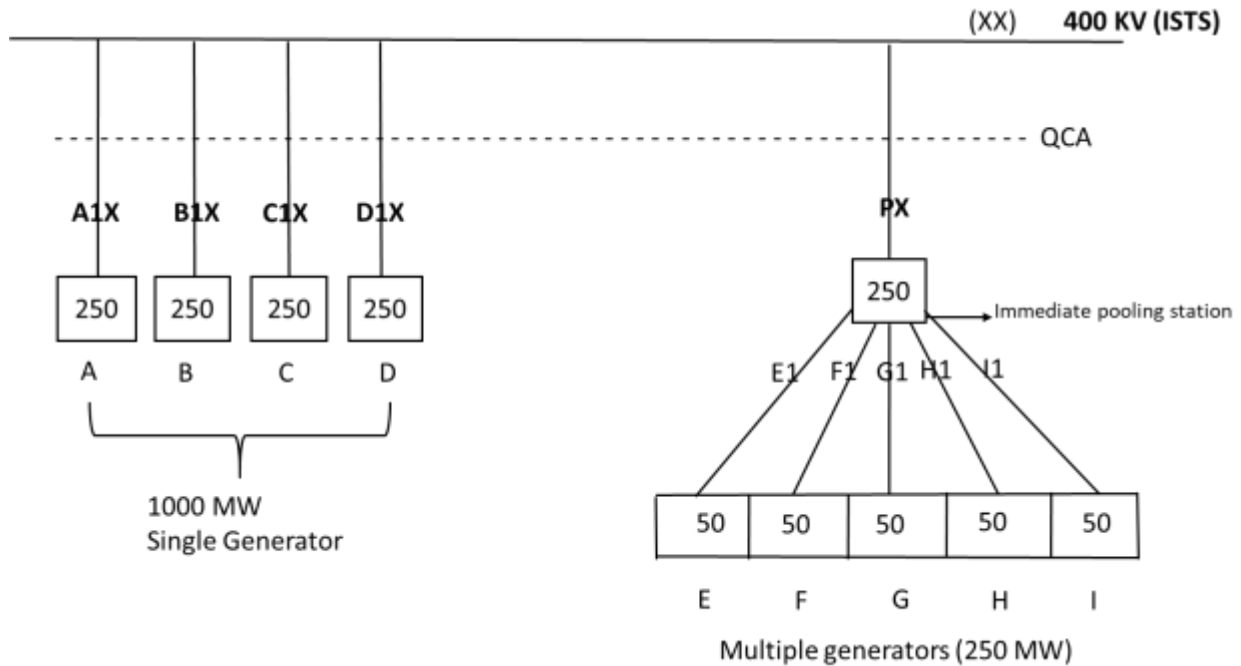 (XX) 400 KV (ISTS)
QCA
A1X B1X C1X D1X PX
250 250 250 250 250
Immediate pooling station
A B C D E1 F1 G1 H1 I1
1000 MW
Single Generator
50 50 50 50 50
E F G H I
Multiple generators (250 MW)